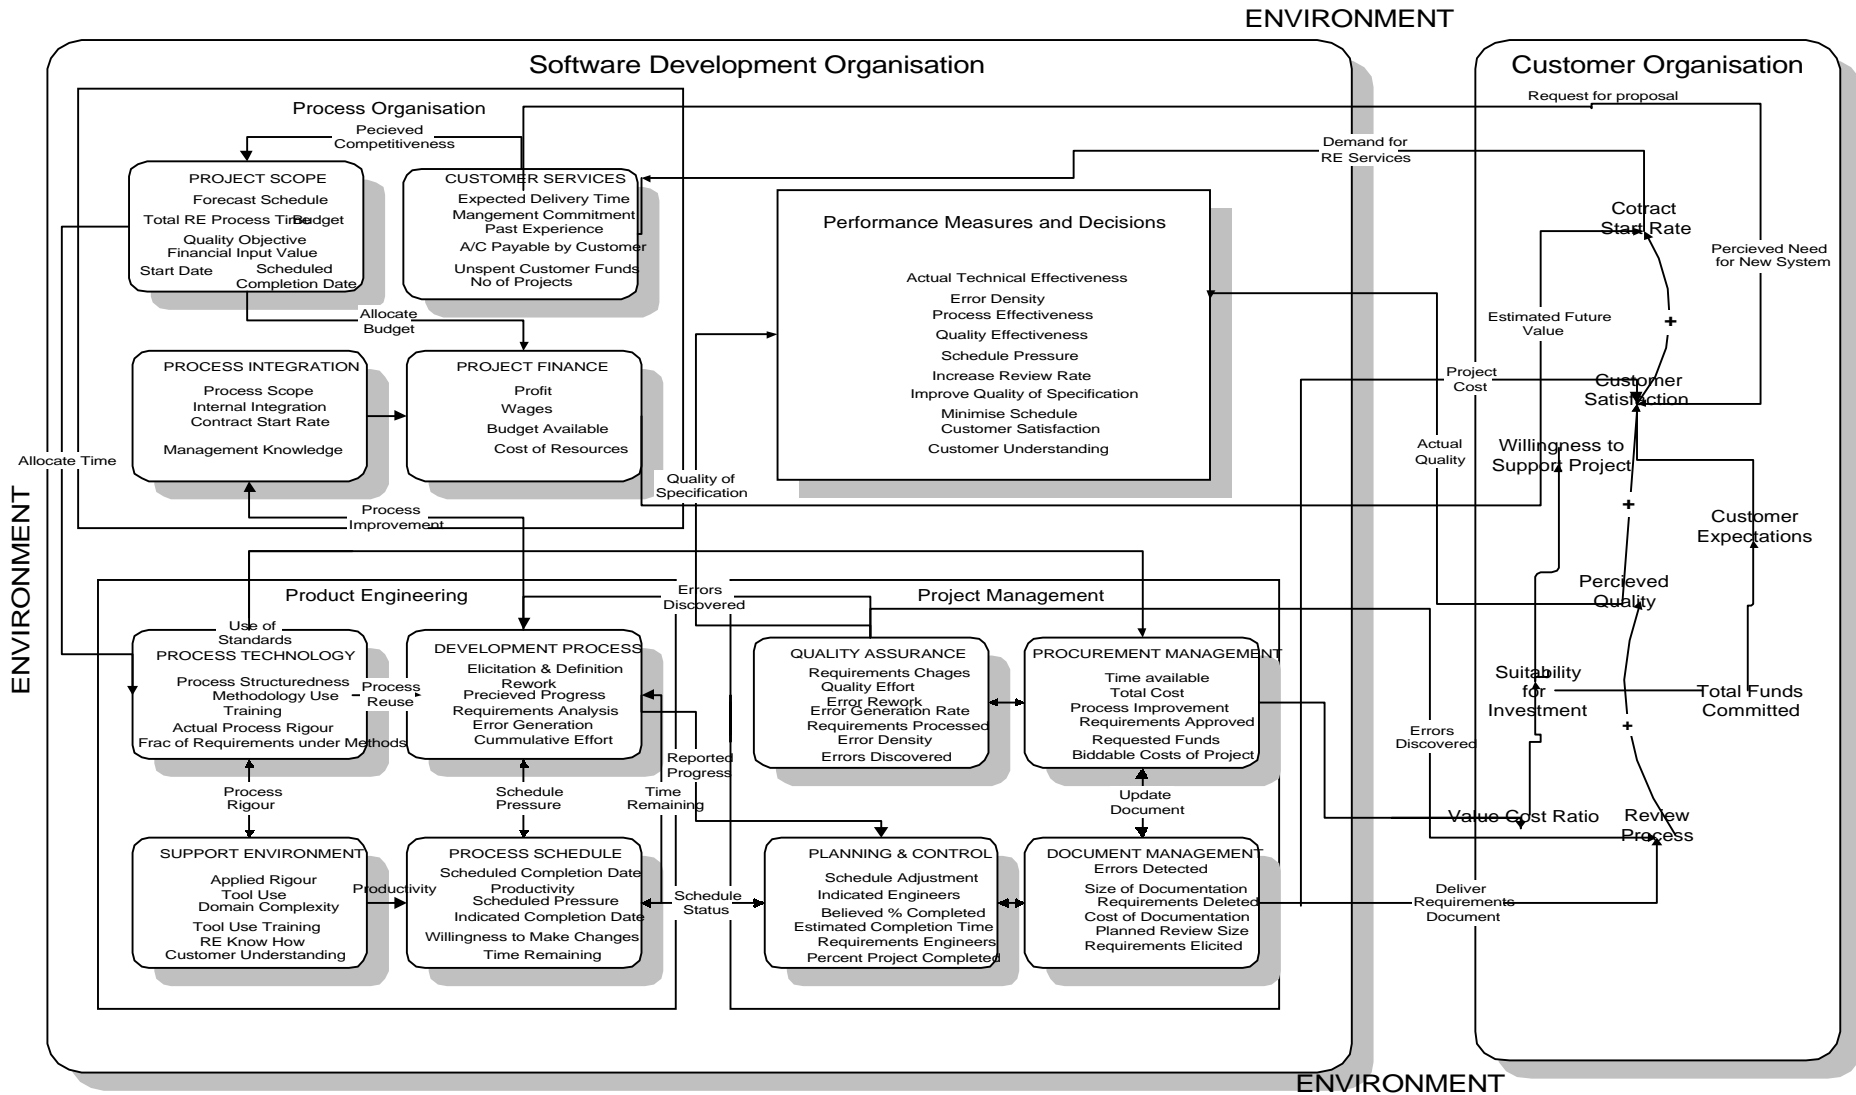 ENVIRONMENT
Software Development Organisation
Customer Organisation
Process Organisation
Request for proposal
Pecieved
Competitiveness
Demand for
RE Services
PROJECT SCOPE
Forecast Schedule
Total RE Process Time
Budget
Quality Objective
Financial Input Value
Start Date
Scheduled
Completion Date
CUSTOMER SERVICES
Expected Delivery Time
Mangement Commitment
Past Experience
A/C Payable by Customer
Unspent Customer Funds
No of Projects
Performance Measures and Decisions
Actual Technical Effectiveness
Error Density
Process Effectiveness
Quality Effectiveness
Schedule Pressure
Increase Review Rate
Improve Quality of Specification
Minimise Schedule
Customer Satisfaction
Customer Understanding
Cotract
Start Rate
Percieved Need
for New System
Estimated Future
Value
+
Allocate
Budget
PROCESS INTEGRATION
Process Scope
Internal Integration
Contract Start Rate
Management Knowledge
PROJECT FINANCE
Profit
Wages
Budget Available
Cost of Resources
Project
Cost
Customer
Satisfaction
Actual
Quality
Willingness to
Support Project
Allocate Time
Quality of
Specification
+
Process
Improvement
Customer
Expectations
ENVIRONMENT
Product Engineering
Errors
Discovered
Project Management
Percieved
Quality
Use of
Standards
PROCESS TECHNOLOGY
Process Structuredness
Methodology Use
Training
Actual Process Rigour
Frac of Requirements under Methods
Process
Reuse
DEVELOPMENT PROCESS
Elicitation & Definition
Rework
Precieved Progress
Requirements Analysis
Error Generation
Cummulative Effort
QUALITY ASSURANCE
Requirements Chages
Quality Effort
Error Rework
Error Generation Rate
Requirements Processed
Error Density
Errors Discovered
PROCUREMENT MANAGEMENT
Time available
Total Cost
Process Improvement
Requirements Approved
Requested Funds
Biddable Costs of Project
Suitability
for
Investment
Total Funds
Committed
+
Errors
Discovered
Reported
Progress
Process
Rigour
Schedule
Pressure
Time
Remaining
Update
Document
Value Cost Ratio
Review
Process
SUPPORT ENVIRONMENT
Applied Rigour
Tool Use
Domain Complexity
Tool Use Training
RE Know How
Customer Understanding
Productivity
PROCESS SCHEDULE
Scheduled Completion Date
Productivity
Scheduled Pressure
Indicated Completion Date
Willingness to Make Changes
Time Remaining
Schedule
Status
PLANNING & CONTROL
Schedule Adjustment
Indicated Engineers
Believed % Completed
Estimated Completion Time
Requirements Engineers
Percent Project Completed
DOCUMENT MANAGEMENT
Errors Detected
Size of Documentation
Requirements Deleted
Cost of Documentation
Planned Review Size
Requirements Elicited
Deliver
Requirements
Document
ENVIRONMENT